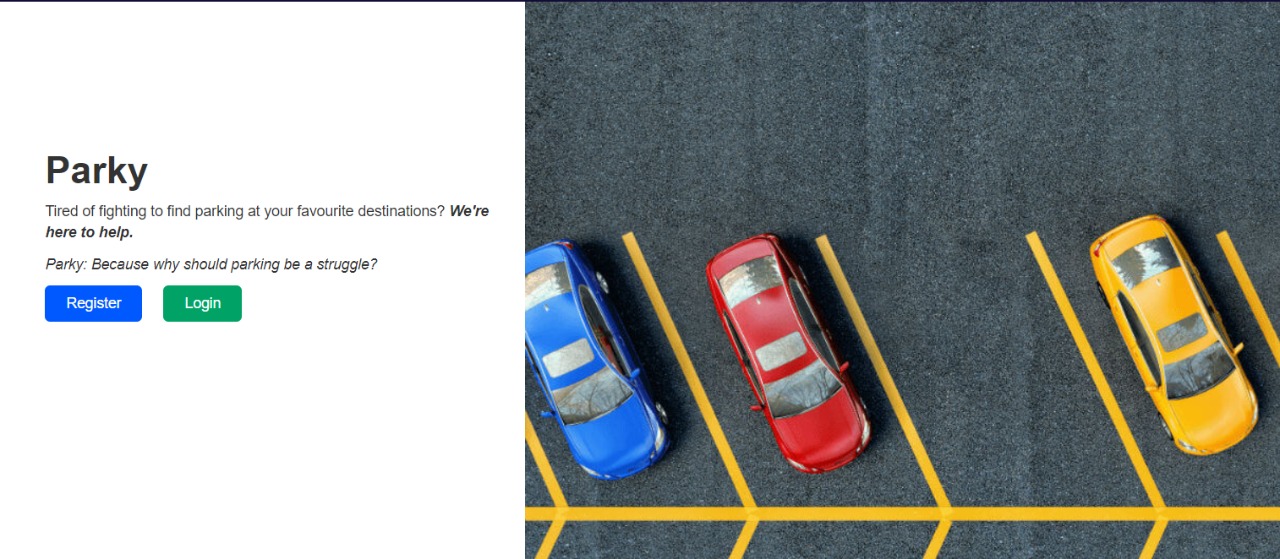 Parky
Tired of fighting to find parking at your favourite destinations? We're
here to help.
Parky: Because why should parking be a struggle?
Register Login